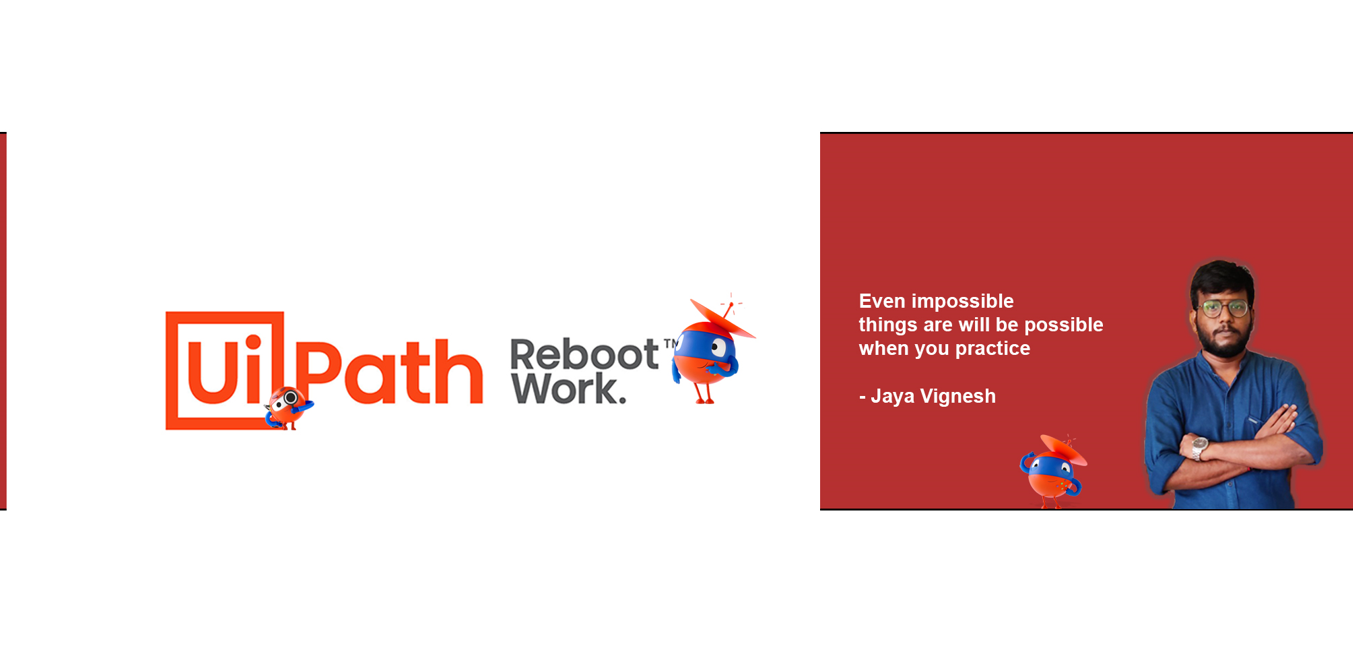 UiPath
Reboot™
Work.
Even impossible
things are will be possible
when you practice
- Jaya Vignesh